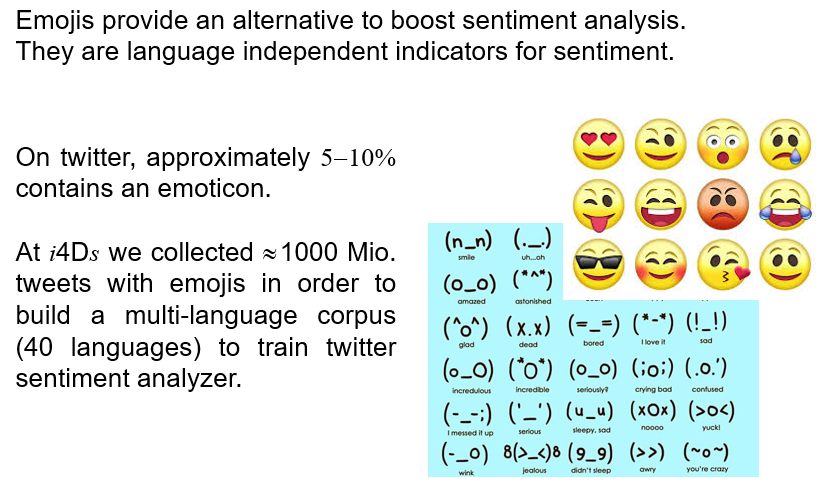 Emojis provide an alternative to boost sentiment analysis.
They are language independent indicators for sentiment.
On twitter, approximately 5–10%
contains an emoticon.
At i4Ds we collected ≈1000 Mio.
tweets with emojis in order to
build a multi-language corpus
(40 languages) to train twitter
sentiment analyzer.
(n_n) (._.)
smile uh...oh
(o_o) (*^*)
amazed astonished
(^o^) (x.x) (=_=) (*-*) (!_!)
glad dead bored I love it sad
(o_O) (*O*) (o_o) (;o;) (.o.')
incredulous incredible seriously? crying bad confused
(-_-;) ('_') (u_u) (xOx) (>o<)
I messed it up serious sleepy, sad noooo yuck!
(-_o) 8(>_<)8 (9_9) (>>) (~o~)
wink jealous didn't sleep awry you're crazy